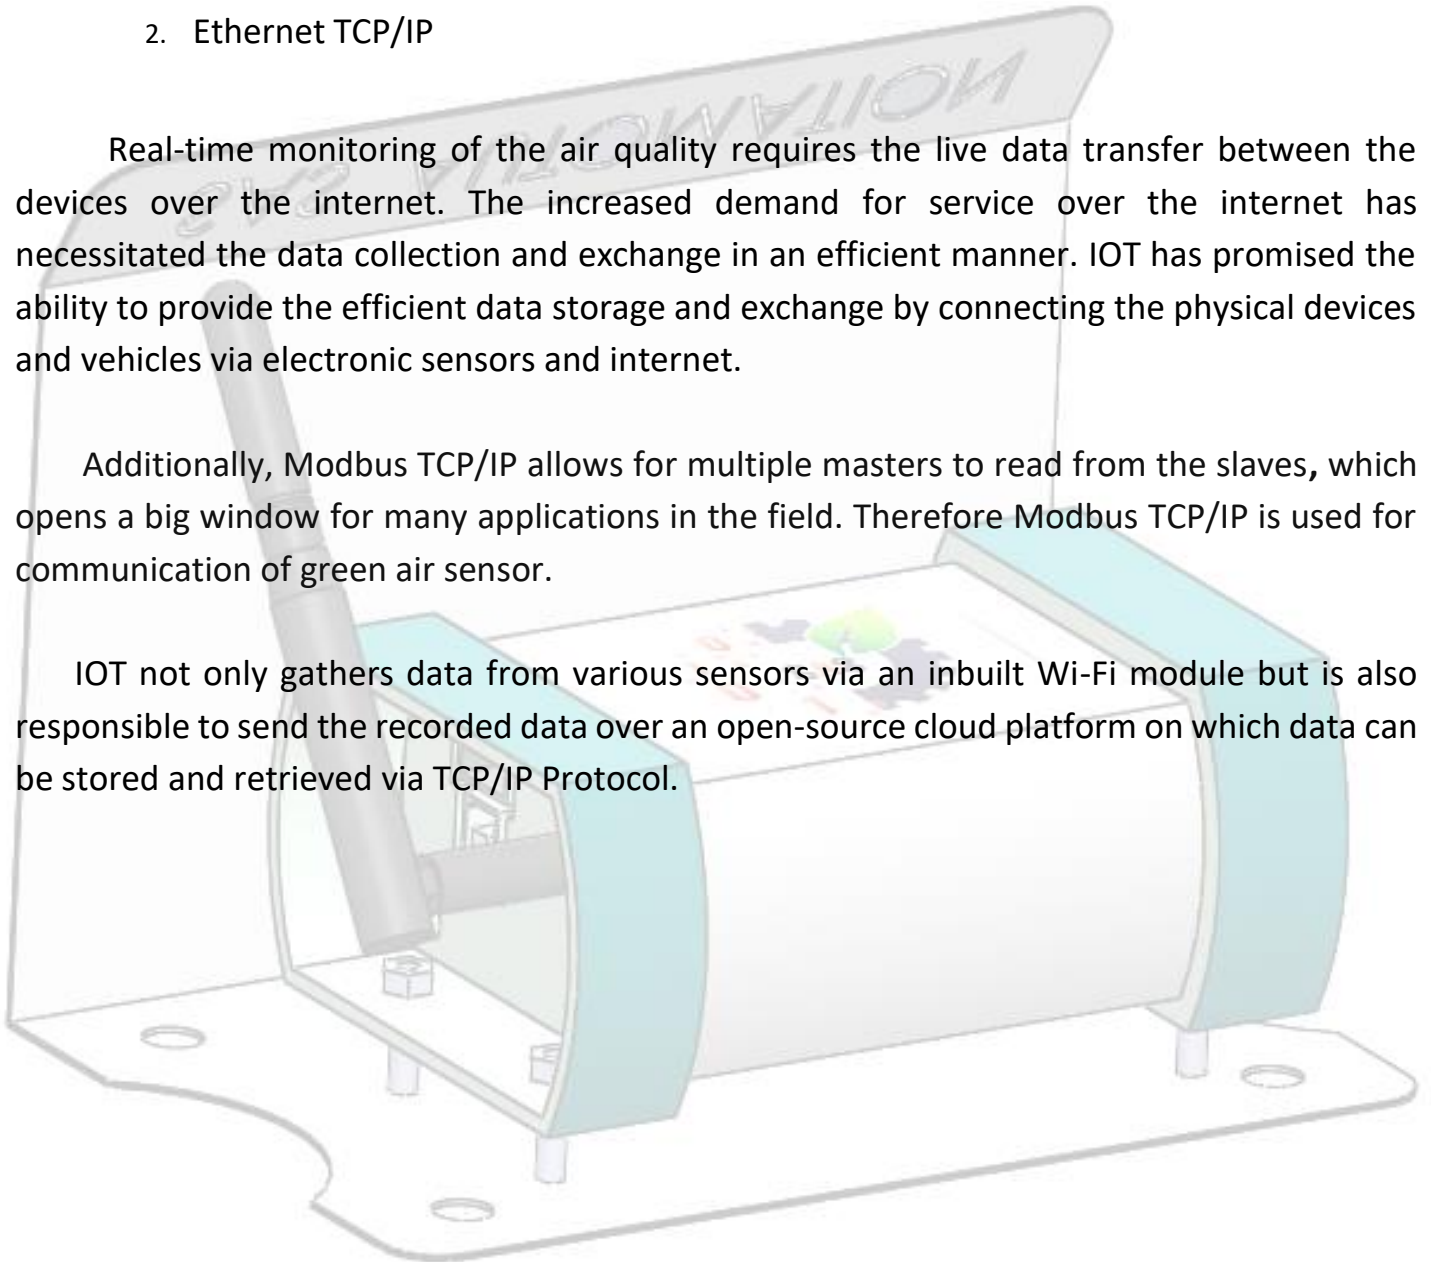 2. Ethernet TCP/IP
SAS AUTOMATION
Real-time monitoring of the air quality requires the live data transfer between the
devices over the internet. The increased demand for service over the internet has
necessitated the data collection and exchange in an efficient manner. IOT has promised the
ability to provide the efficient data storage and exchange by connecting the physical devices
and vehicles via electronic sensors and internet.
Additionally, Modbus TCP/IP allows for multiple masters to read from the slaves, which
opens a big window for many applications in the field. Therefore Modbus TCP/IP is used for
communication of green air sensor.
IOT not only gathers data from various sensors via an inbuilt Wi-Fi module but is also
responsible to send the recorded data over an open-source cloud platform on which data can
be stored and retrieved via TCP/IP Protocol.